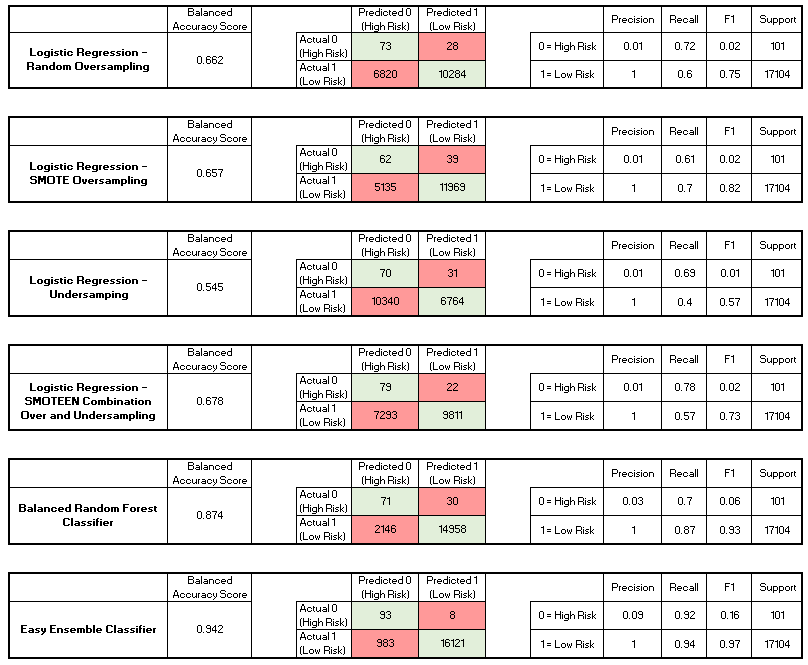 Balanced Accuracy Score
Predicted 0 (High Risk) Predicted 1 (Low Risk)
Precision Recall F1 Support
Logistic Regression – Random Oversampling
0.662
Actual 0 (High Risk) 73 28
Actual 1 (Low Risk) 6820 10284
0 = High Risk 0.01 0.72 0.02 101
1 = Low Risk 1 0.6 0.75 17104
Balanced Accuracy Score
Predicted 0 (High Risk) Predicted 1 (Low Risk)
Precision Recall F1 Support
Logistic Regression – SMOTE Oversampling
0.657
Actual 0 (High Risk) 62 39
Actual 1 (Low Risk) 5135 11969
0 = High Risk 0.01 0.61 0.02 101
1 = Low Risk 1 0.7 0.82 17104
Balanced Accuracy Score
Predicted 0 (High Risk) Predicted 1 (Low Risk)
Precision Recall F1 Support
Logistic Regression – Undersamping
0.545
Actual 0 (High Risk) 70 31
Actual 1 (Low Risk) 10340 6764
0 = High Risk 0.01 0.69 0.01 101
1 = Low Risk 1 0.4 0.57 17104
Balanced Accuracy Score
Predicted 0 (High Risk) Predicted 1 (Low Risk)
Precision Recall F1 Support
Logistic Regression – SMOTEEN Combination Over and Undersampling
0.678
Actual 0 (High Risk) 79 22
Actual 1 (Low Risk) 7293 9811
0 = High Risk 0.01 0.78 0.02 101
1 = Low Risk 1 0.57 0.73 17104
Balanced Accuracy Score
Predicted 0 (High Risk) Predicted 1 (Low Risk)
Precision Recall F1 Support
Balanced Random Forest Classifier
0.874
Actual 0 (High Risk) 71 30
Actual 1 (Low Risk) 2146 14958
0 = High Risk 0.03 0.7 0.06 101
1 = Low Risk 1 0.87 0.93 17104
Balanced Accuracy Score
Predicted 0 (High Risk) Predicted 1 (Low Risk)
Precision Recall F1 Support
Easy Ensemble Classifier
0.942
Actual 0 (High Risk) 93 8
Actual 1 (Low Risk) 983 16121
0 = High Risk 0.09 0.92 0.16 101
1 = Low Risk 1 0.94 0.97 17104